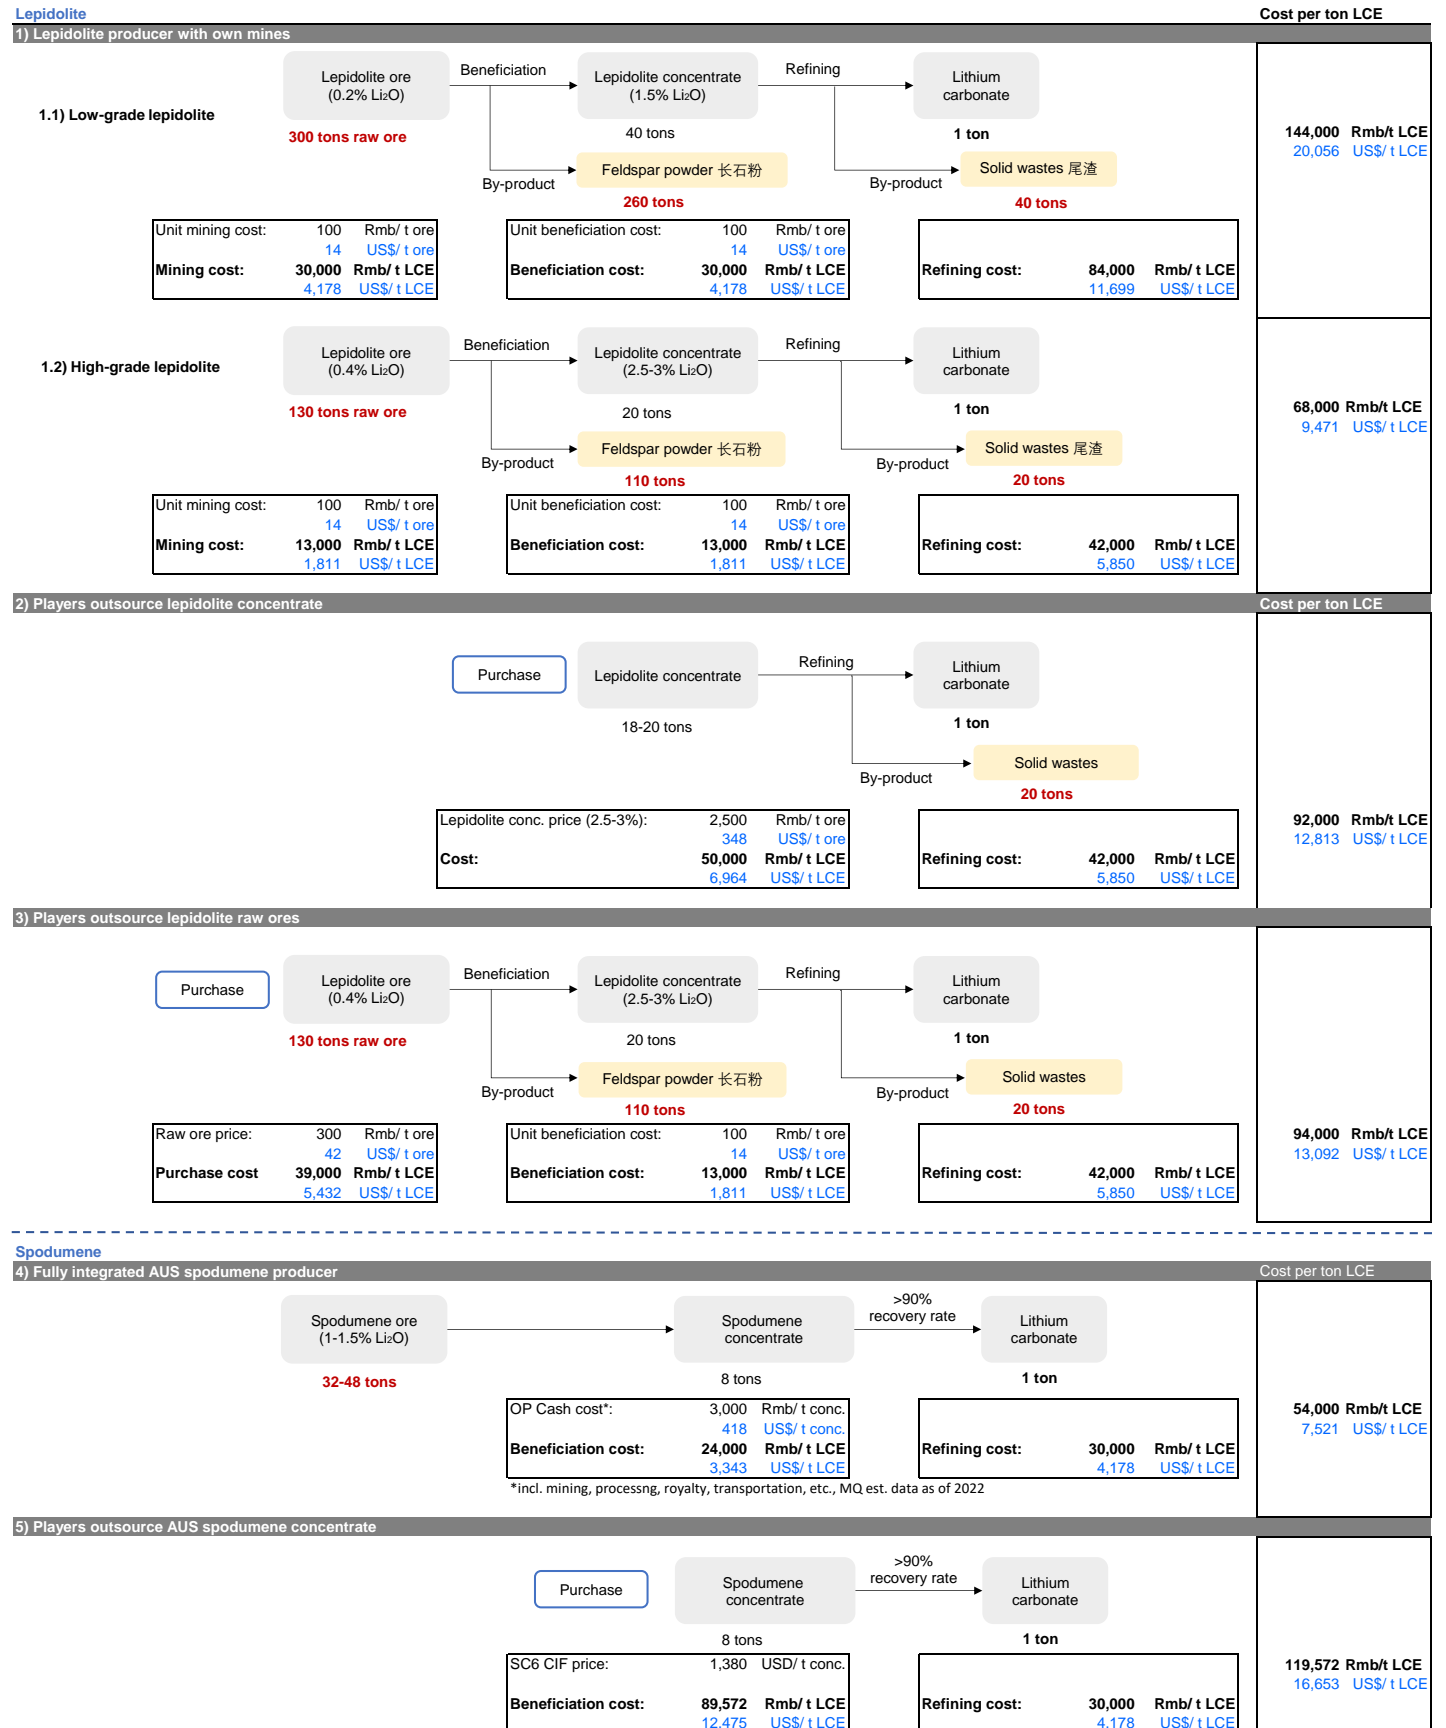 Lepidolite
Cost per ton LCE
1) Lepidolite producer with own mines
Lepidolite ore
(0.2% Li2O)
Beneficiation
Lepidolite concentrate
(1.5% Li2O)
Refining
Lithium
carbonate
1.1) Low-grade lepidolite
300 tons raw ore
40 tons
1 ton
144,000 Rmb/t LCE
20,056 US$/ t LCE
By-product
Feldspar powder 长石粉
By-product
Solid wastes 尾渣
260 tons
40 tons
Unit mining cost: 100 Rmb/ t ore
14 US$/ t ore
Mining cost: 30,000 Rmb/ t LCE
4,178 US$/ t LCE
Unit beneficiation cost: 100 Rmb/ t ore
14 US$/ t ore
Beneficiation cost: 30,000 Rmb/ t LCE
4,178 US$/ t LCE
Refining cost: 84,000 Rmb/ t LCE
11,699 US$/ t LCE
Lepidolite ore
(0.4% Li2O)
Beneficiation
Lepidolite concentrate
(2.5-3% Li2O)
Refining
Lithium
carbonate
1.2) High-grade lepidolite
130 tons raw ore
20 tons
1 ton
68,000 Rmb/t LCE
9,471 US$/ t LCE
By-product
Feldspar powder 长石粉
By-product
Solid wastes 尾渣
110 tons
20 tons
Unit mining cost: 100 Rmb/ t ore
14 US$/ t ore
Mining cost: 13,000 Rmb/ t LCE
1,811 US$/ t LCE
Unit beneficiation cost: 100 Rmb/ t ore
14 US$/ t ore
Beneficiation cost: 13,000 Rmb/ t LCE
1,811 US$/ t LCE
Refining cost: 42,000 Rmb/ t LCE
5,850 US$/ t LCE
2) Players outsource lepidolite concentrate
Cost per ton LCE
Purchase
Lepidolite concentrate
Refining
Lithium
carbonate
18-20 tons
1 ton
By-product
Solid wastes
20 tons
Lepidolite conc. price (2.5-3%): 2,500 Rmb/ t ore
348 US$/ t ore
Cost: 50,000 Rmb/ t LCE
6,964 US$/ t LCE
Refining cost: 42,000 Rmb/ t LCE
5,850 US$/ t LCE
92,000 Rmb/t LCE
12,813 US$/ t LCE
3) Players outsource lepidolite raw ores
Purchase
Lepidolite ore
(0.4% Li2O)
Beneficiation
Lepidolite concentrate
(2.5-3% Li2O)
Refining
Lithium
carbonate
130 tons raw ore
20 tons
1 ton
By-product
Feldspar powder 长石粉
By-product
Solid wastes
110 tons
20 tons
Raw ore price: 300 Rmb/ t ore
42 US$/ t ore
Purchase cost 39,000 Rmb/ t LCE
5,432 US$/ t LCE
Unit beneficiation cost: 100 Rmb/ t ore
14 US$/ t ore
Beneficiation cost: 13,000 Rmb/ t LCE
1,811 US$/ t LCE
Refining cost: 42,000 Rmb/ t LCE
5,850 US$/ t LCE
94,000 Rmb/t LCE
13,092 US$/ t LCE
Spodumene
4) Fully integrated AUS spodumene producer
Cost per ton LCE
Spodumene ore
(1-1.5% Li2O)
Spodumene
concentrate
>90%
recovery rate
Lithium
carbonate
32-48 tons
8 tons
1 ton
OP Cash cost*: 3,000 Rmb/ t conc.
418 US$/ t conc.
Beneficiation cost: 24,000 Rmb/ t LCE
3,343 US$/ t LCE
Refining cost: 30,000 Rmb/ t LCE
4,178 US$/ t LCE
54,000 Rmb/t LCE
7,521 US$/ t LCE
*incl. mining, processng, royalty, transportation, etc., MQ est. data as of 2022
5) Players outsource AUS spodumene concentrate
Purchase
Spodumene
concentrate
>90%
recovery rate
Lithium
carbonate
8 tons
1 ton
SC6 CIF price: 1,380 USD/ t conc.
Beneficiation cost: 89,572 Rmb/ t LCE
12,475 US$/ t LCE
Refining cost: 30,000 Rmb/ t LCE
4,178 US$/ t LCE
119,572 Rmb/t LCE
16,653 US$/ t LCE